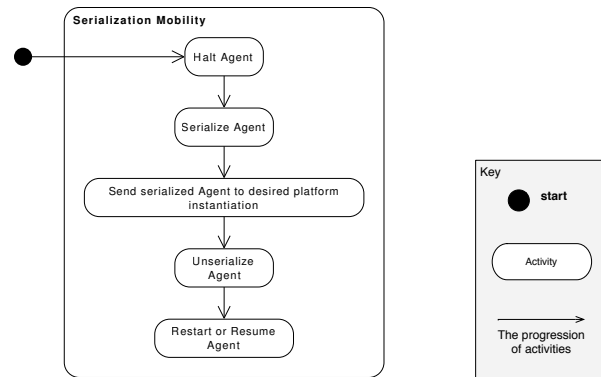 Serialization Mobility
Halt Agent
Serialize Agent
Send serialized Agent to desired platform
instantiation
Unserialize
Agent
Restart or Resume
Agent
Key
start
Activity
The progression
of activities